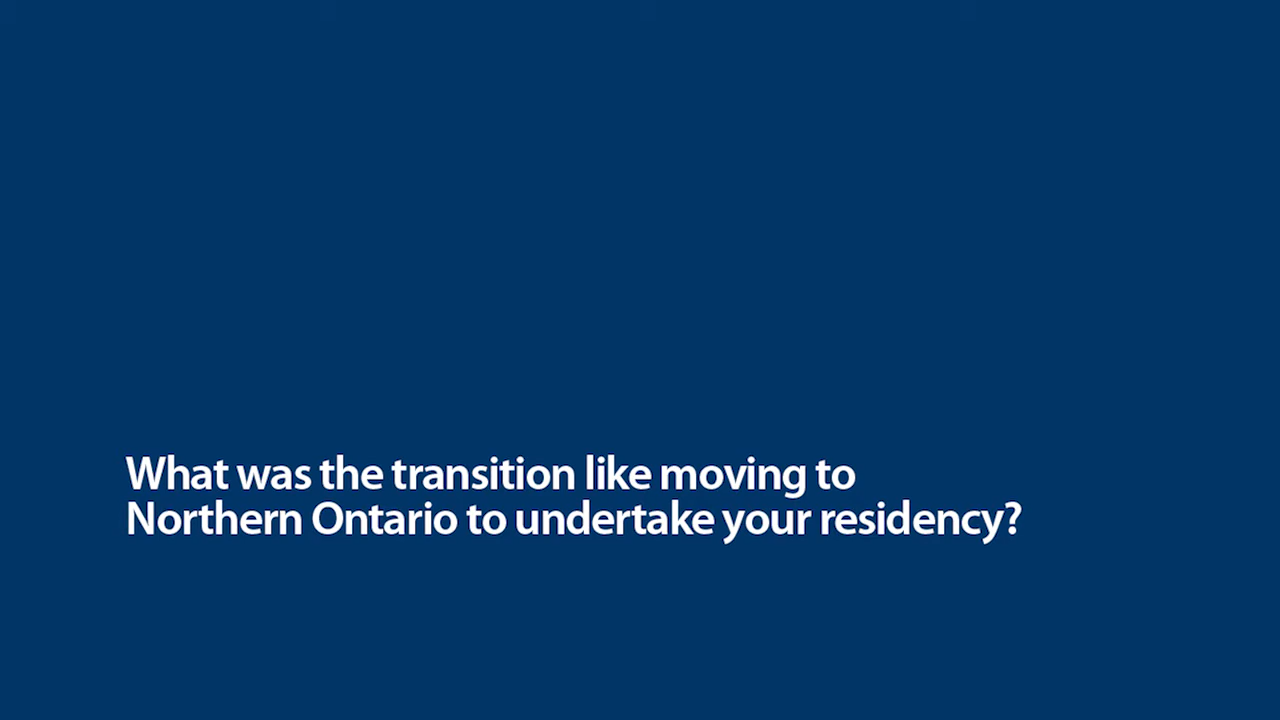 What was the transition like moving to
Northern Ontario to undertake your residency?